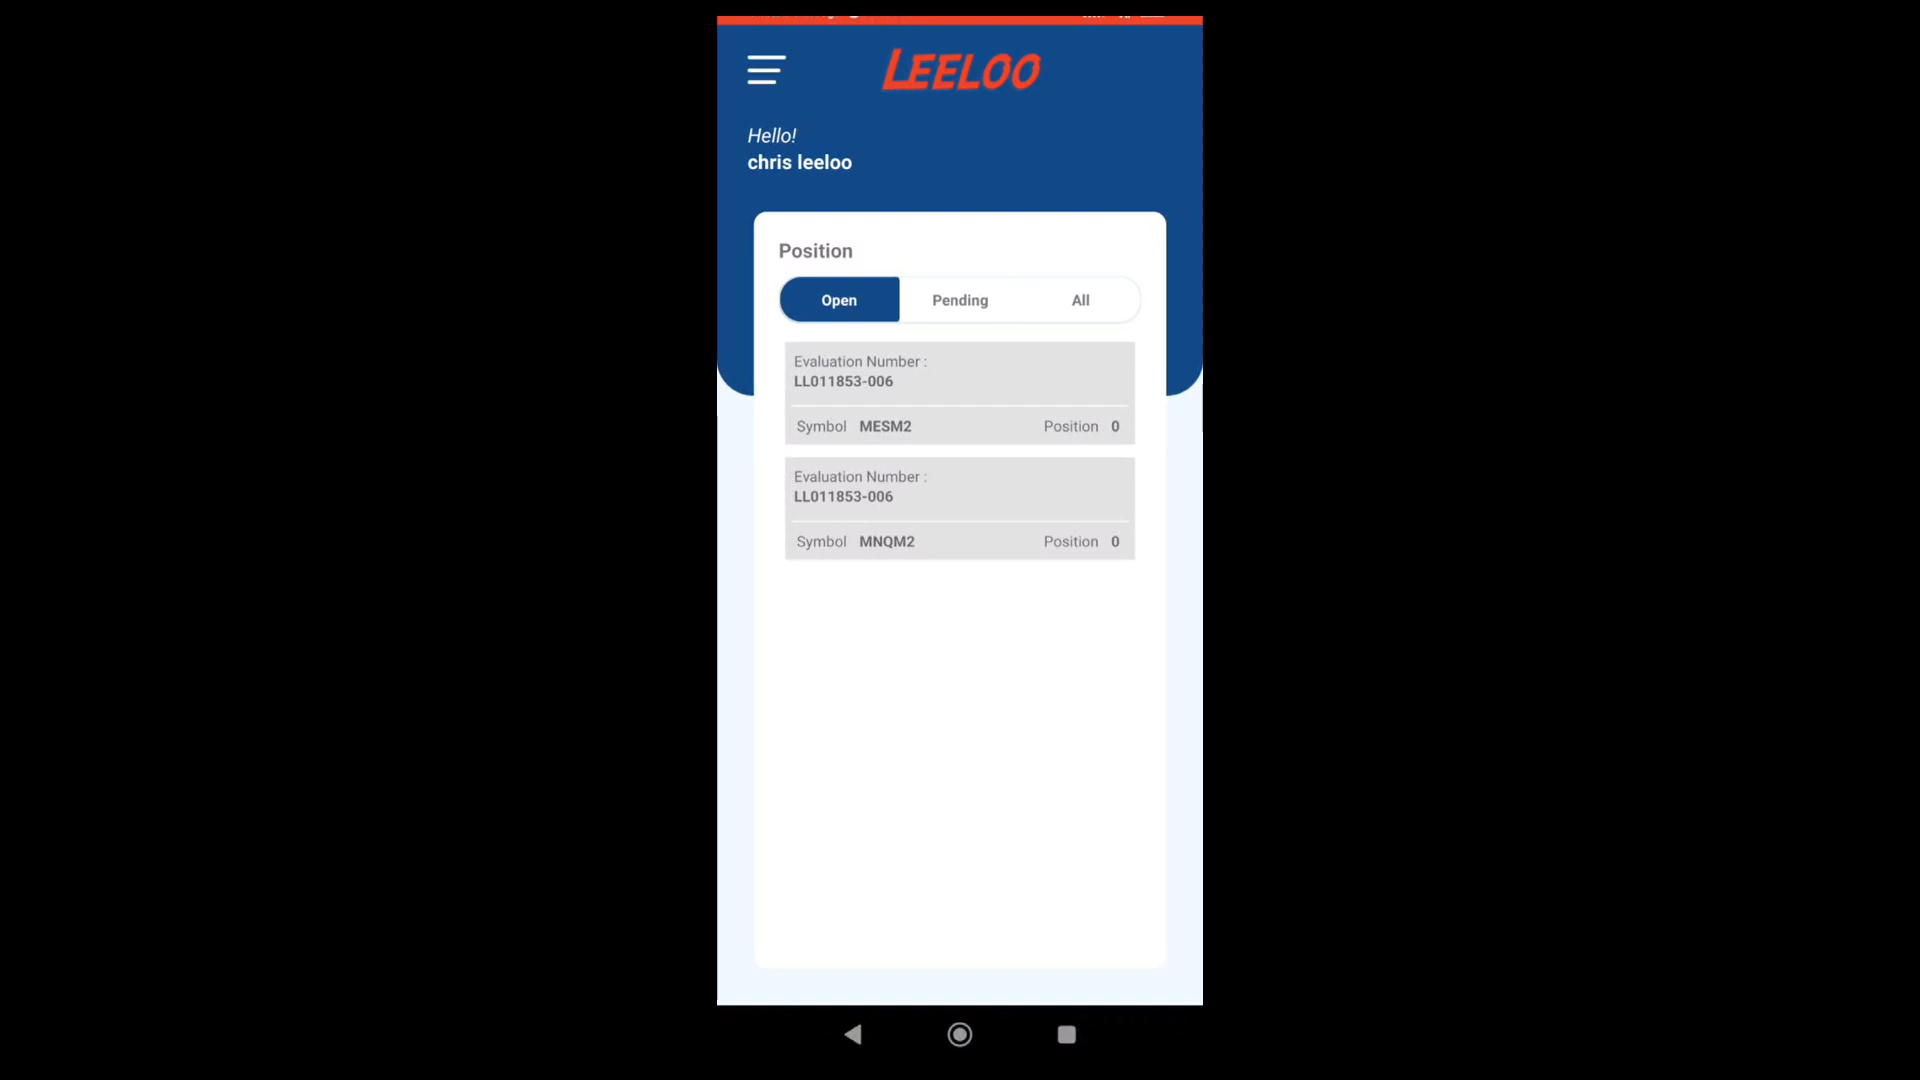 LEELOO
Hello!
chris leeloo
Position
Open Pending All
Evaluation Number :
LL011853-006
Symbol MESM2 Position 0
Evaluation Number :
LL011853-006
Symbol MNQM2 Position 0